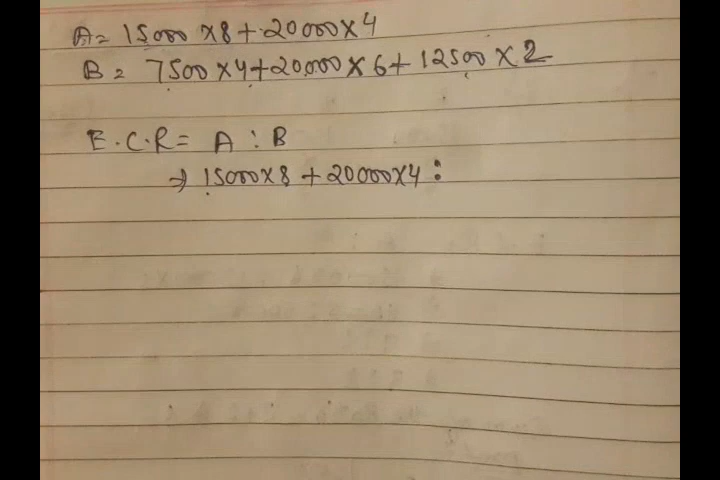 A = 15000 × 8 + 20000 × 4
B = 7500 × 4 + 20000 × 6 + 12500 × 2
E.C.R = A : B
→ 15000 × 8 + 20000 × 4 :